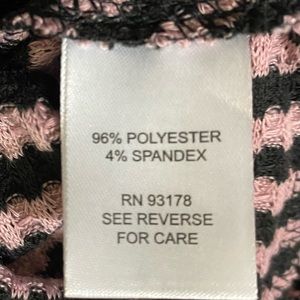 96% POLYESTER
4% SPANDEX
RN 93178
SEE REVERSE
FOR CARE